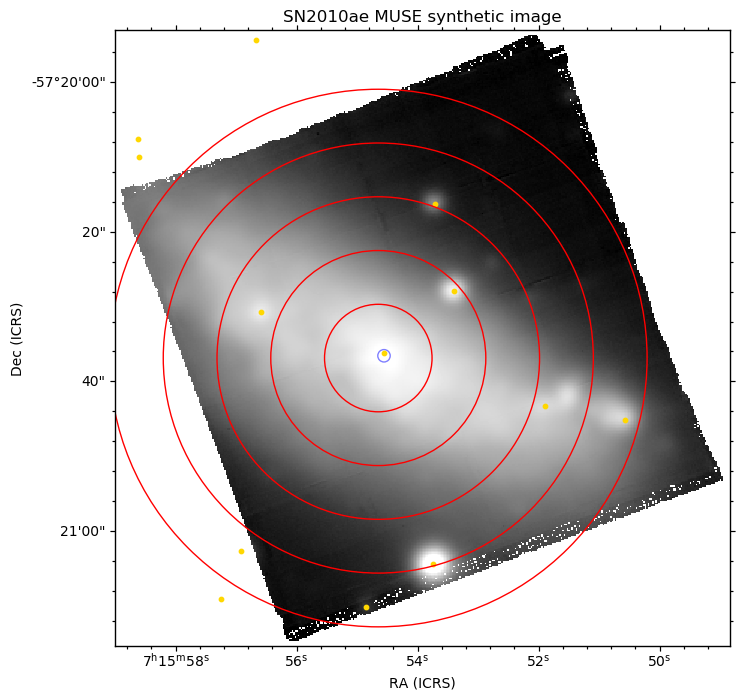 SN2010ae MUSE synthetic image
-57°20'00"
20"
40"
21'00"
Dec (ICRS)
7ʰ15ᵐ58ˢ 56ˢ 54ˢ 52ˢ 50ˢ
RA (ICRS)